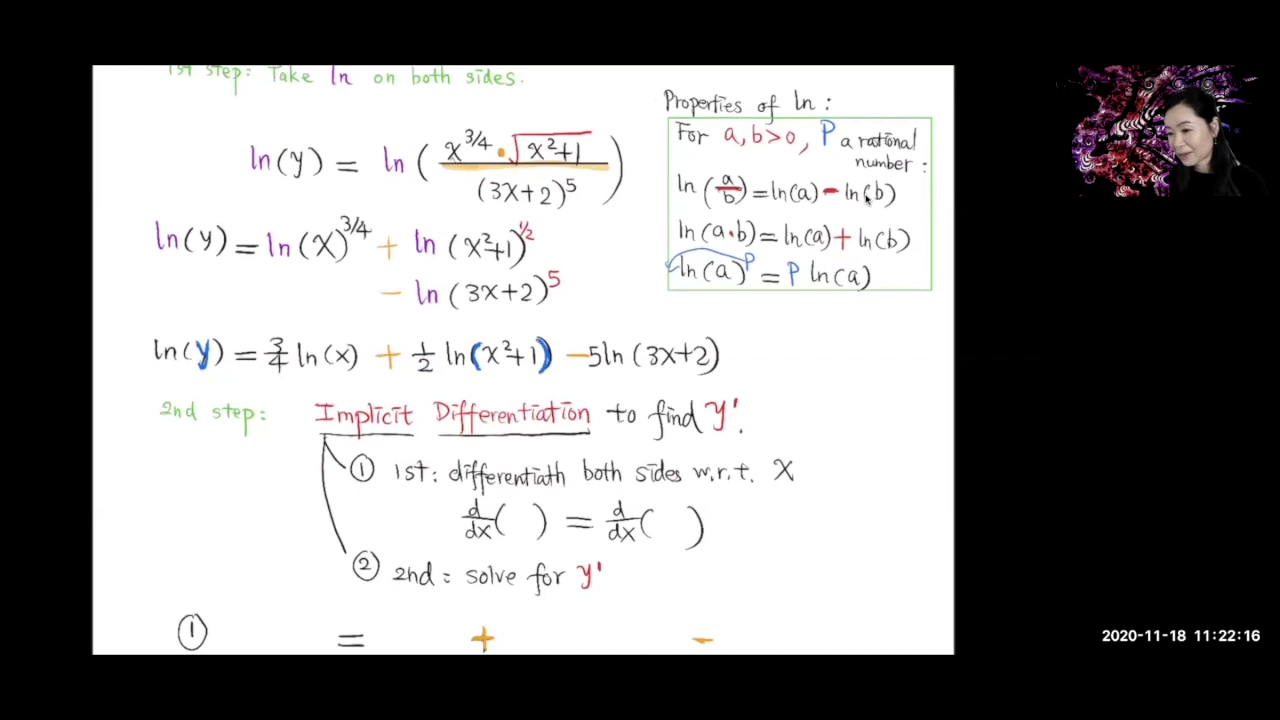 1st step: Take ln on both sides.
ln(y) = ln ( x^{3/4} · √(x²+1) / (3x+2)^5 )
ln(y) = ln(x)^{3/4} + ln(x²+1)^{1/2}
− ln(3x+2)^5
ln(y) = 3/4 ln(x) + 1/2 ln(x²+1) − 5ln(3x+2)
Properties of ln:
For a, b > 0, P a rational
number:
ln(a/b) = ln(a) − ln(b)
ln(a·b) = ln(a) + ln(b)
ln(a)^P = P ln(a)
2nd step: Implicit Differentiation to find y'.
① 1st: differentiath both sides w.r.t. X
d/dx( ) = d/dx( )
② 2nd: solve for y'
① = + −
2020-11-18 11:22:16